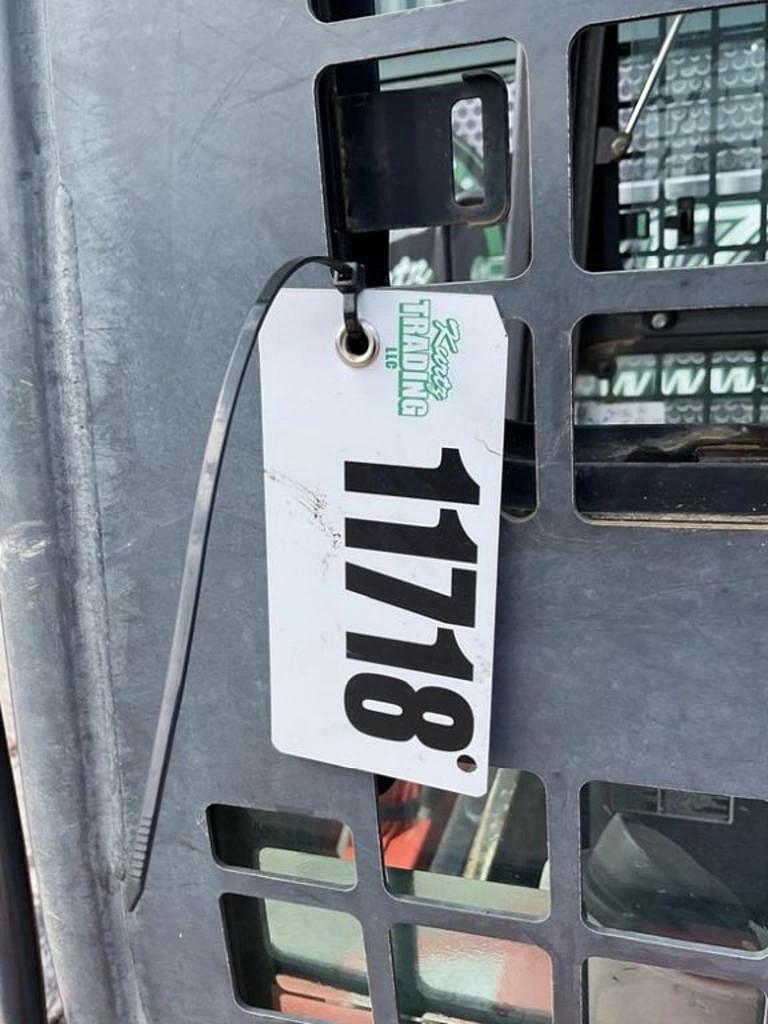 Kurtz
TRADING
LLC
11718